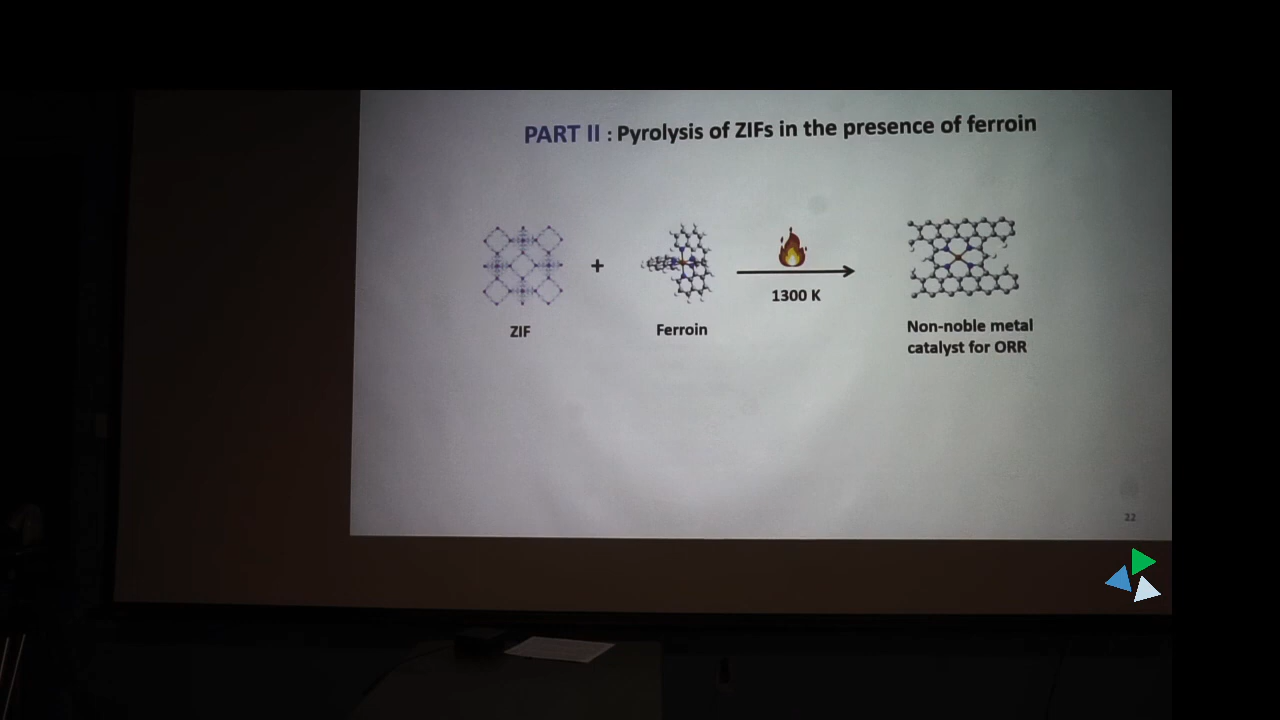 PART II : Pyrolysis of ZIFs in the presence of ferroin
+
1300 K
ZIF
Ferroin
Non-noble metal
catalyst for ORR
22